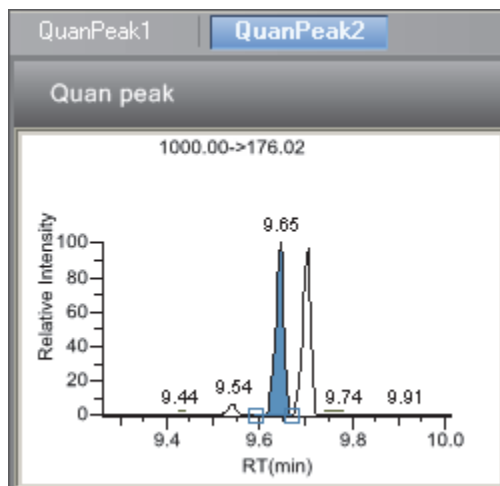 QuanPeak1 QuanPeak2
Quan peak
1000.00->176.02
9.65
100
80
60
40
20
0
Relative Intensity
9.44 9.54 9.74 9.91
9.4 9.6 9.8 10.0
RT(min)